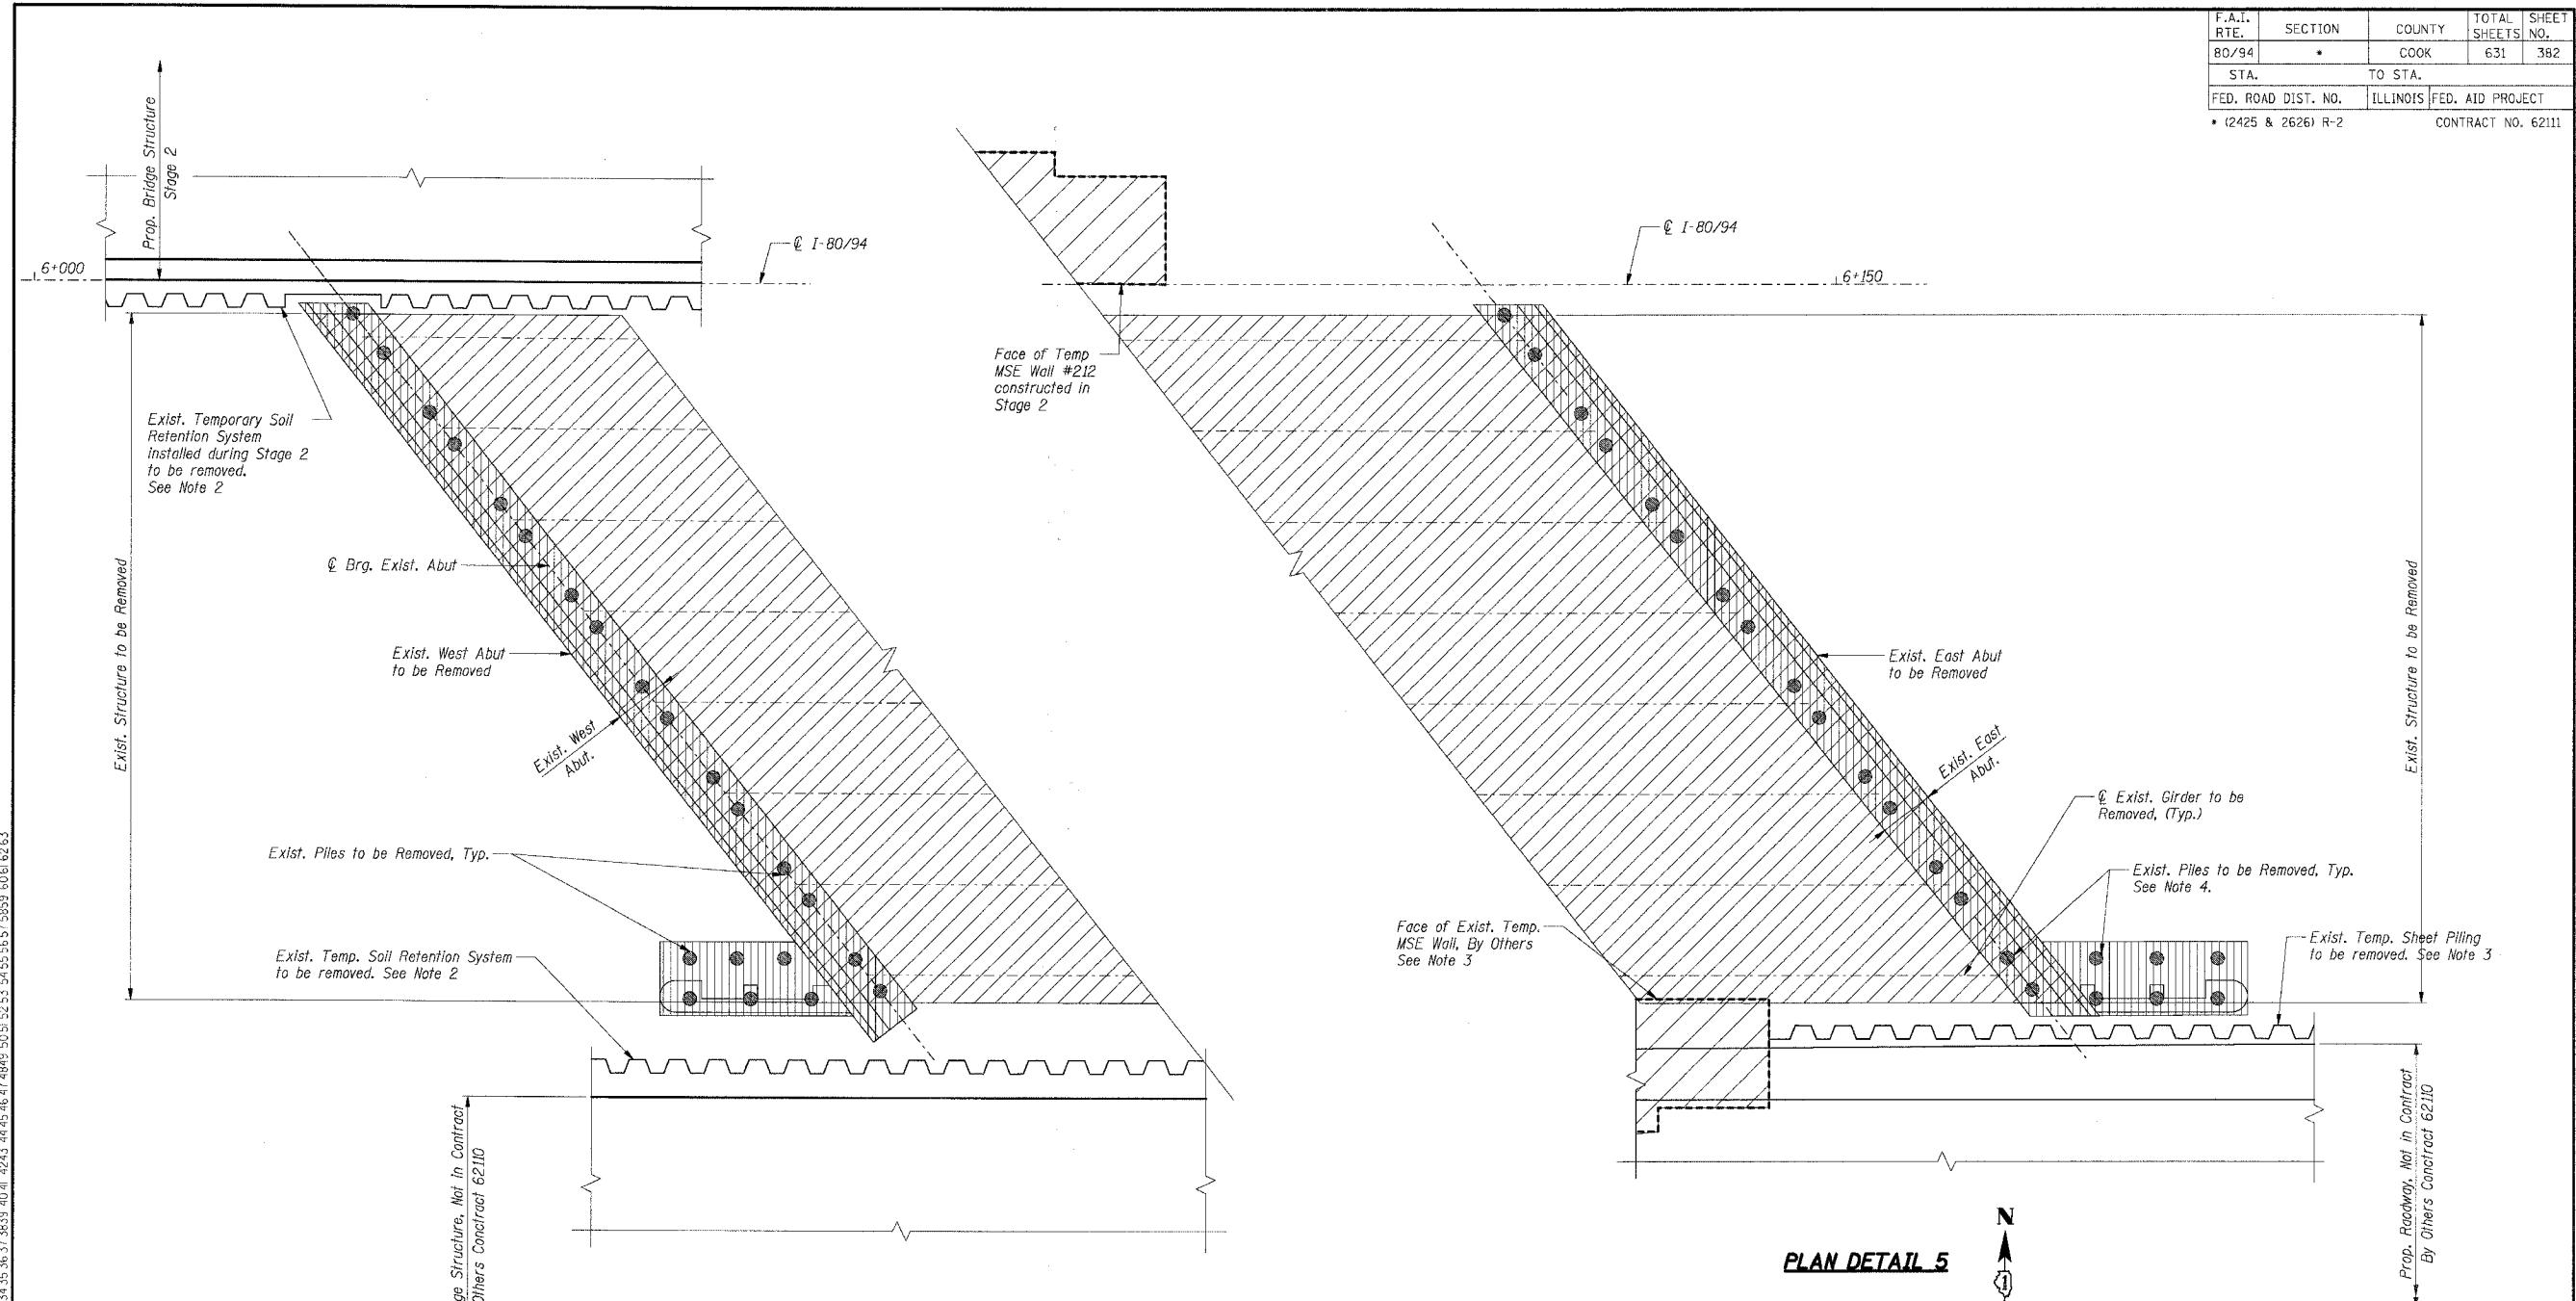 F.A.I. RTE. SECTION COUNTY TOTAL SHEETS SHEET NO.
80/94 * COOK 631 382
STA. TO STA.
FED. ROAD DIST. NO. ILLINOIS FED. AID PROJECT
* (2425 & 2626) R-2 CONTRACT NO. 62111
Prop. Bridge Structure
Stage 2
6+000
℄ I-80/94
Exist. Structure to be Removed
Exist. Temporary Soil
Retention System
installed during Stage 2
to be removed.
See Note 2
℄ Brg. Exist. Abut
Exist. West Abut
to be Removed
Exist. West
Abut.
Exist. Piles to be Removed, Typ.
Exist. Temp. Soil Retention System
to be removed. See Note 2
ge Structure, Not in Contract
Others Conctract 62110
℄ I-80/94
6+150
Face of Temp
MSE Wall #212
constructed in
Stage 2
Exist. East Abut
to be Removed
Exist. East
Abut.
℄ Exist. Girder to be
Removed, (Typ.)
Exist. Piles to be Removed, Typ.
See Note 4.
Face of Exist. Temp.
MSE Wall, By Others
See Note 3
Exist. Temp. Sheet Piling
to be removed. See Note 3
Exist. Structure to be Removed
Prop. Raodway, Not in Contract
By Others Conctract 62110
N
PLAN DETAIL 5